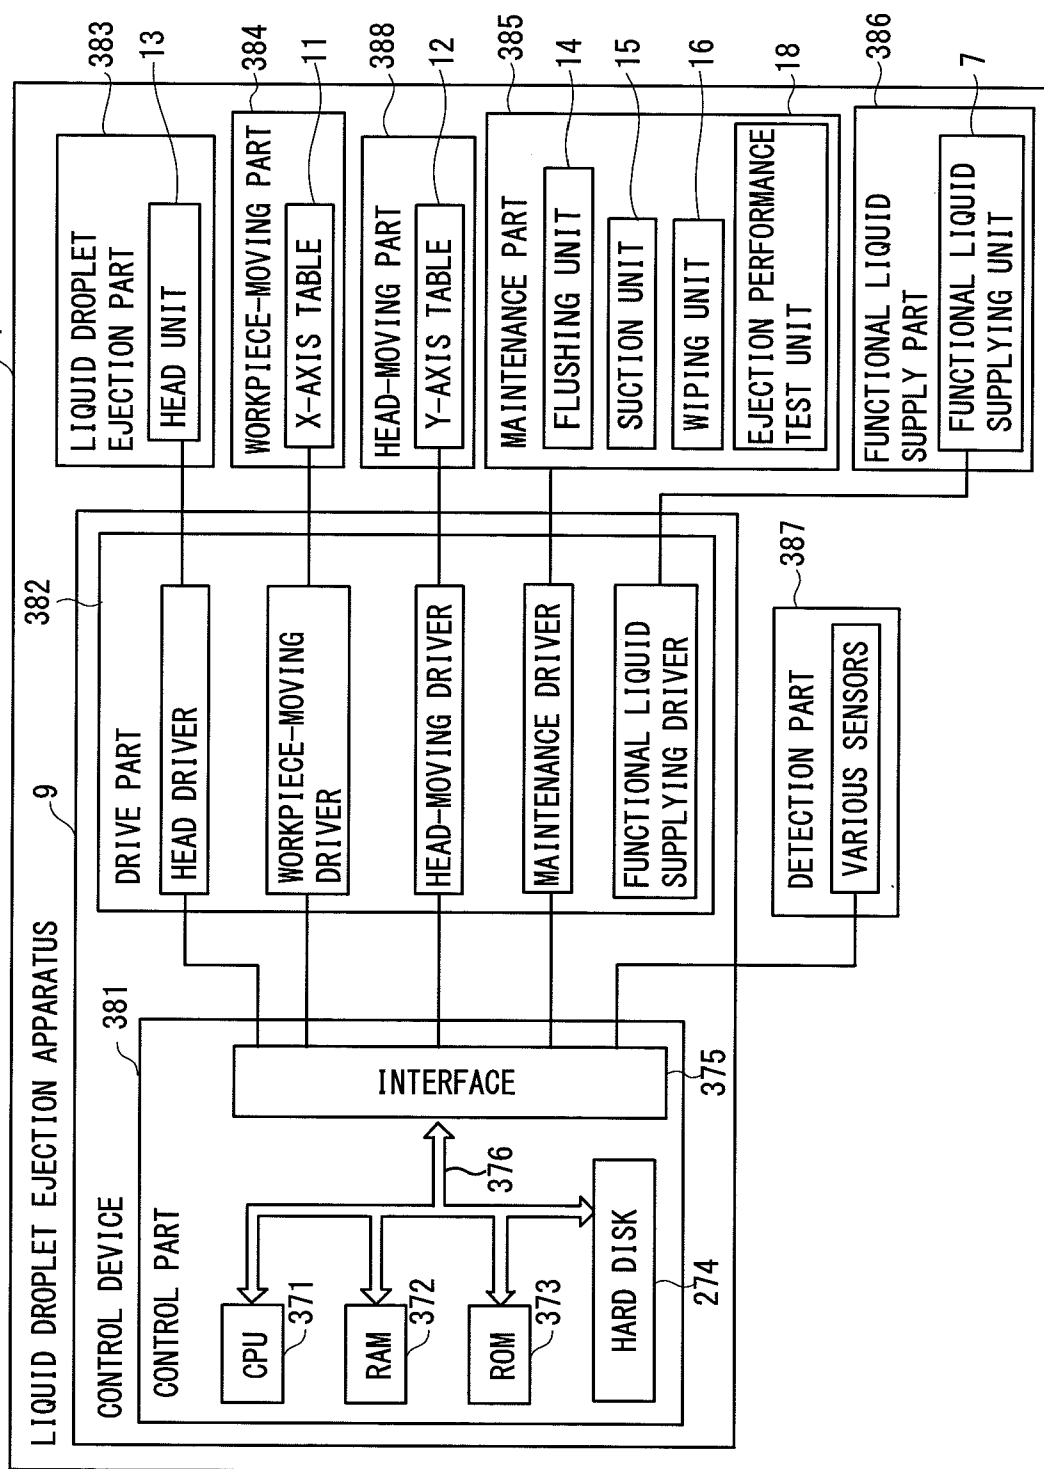 LIQUID DROPLET EJECTION APPARATUS
9
CONTROL DEVICE
381
CONTROL PART
CPU
371
RAM
372
ROM
373
HARD DISK
274
376
INTERFACE
375
382
DRIVE PART
HEAD DRIVER
WORKPIECE-MOVING
DRIVER
HEAD-MOVING DRIVER
MAINTENANCE DRIVER
FUNCTIONAL LIQUID
SUPPLYING DRIVER
387
DETECTION PART
VARIOUS SENSORS
383
LIQUID DROPLET
EJECTION PART
13
HEAD UNIT
384
WORKPIECE-MOVING PART
11
X-AXIS TABLE
388
HEAD-MOVING PART
12
Y-AXIS TABLE
385
MAINTENANCE PART
14
FLUSHING UNIT
15
SUCTION UNIT
16
WIPING UNIT
18
EJECTION PERFORMANCE
TEST UNIT
386
FUNCTIONAL LIQUID
SUPPLY PART
7
FUNCTIONAL LIQUID
SUPPLYING UNIT